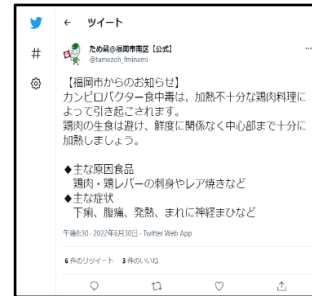 ツイート
ため蔵@福岡市南区【公式】
@tamezoh_fminami
【福岡市からのお知らせ】
カンピロバクター食中毒は、加熱不十分な鶏肉料理に
よって引き起こされます。
鶏肉の生食は避け、鮮度に関係なく中心部まで十分に
加熱しましょう。
◆主な原因食品
鶏肉・鶏レバーの刺身やレア焼きなど
◆主な症状
下痢、腹痛、発熱、まれに神経まひなど
午後8:30 · 2022年6月30日 · Twitter Web App
6 件のリツイート 3 件のいいね